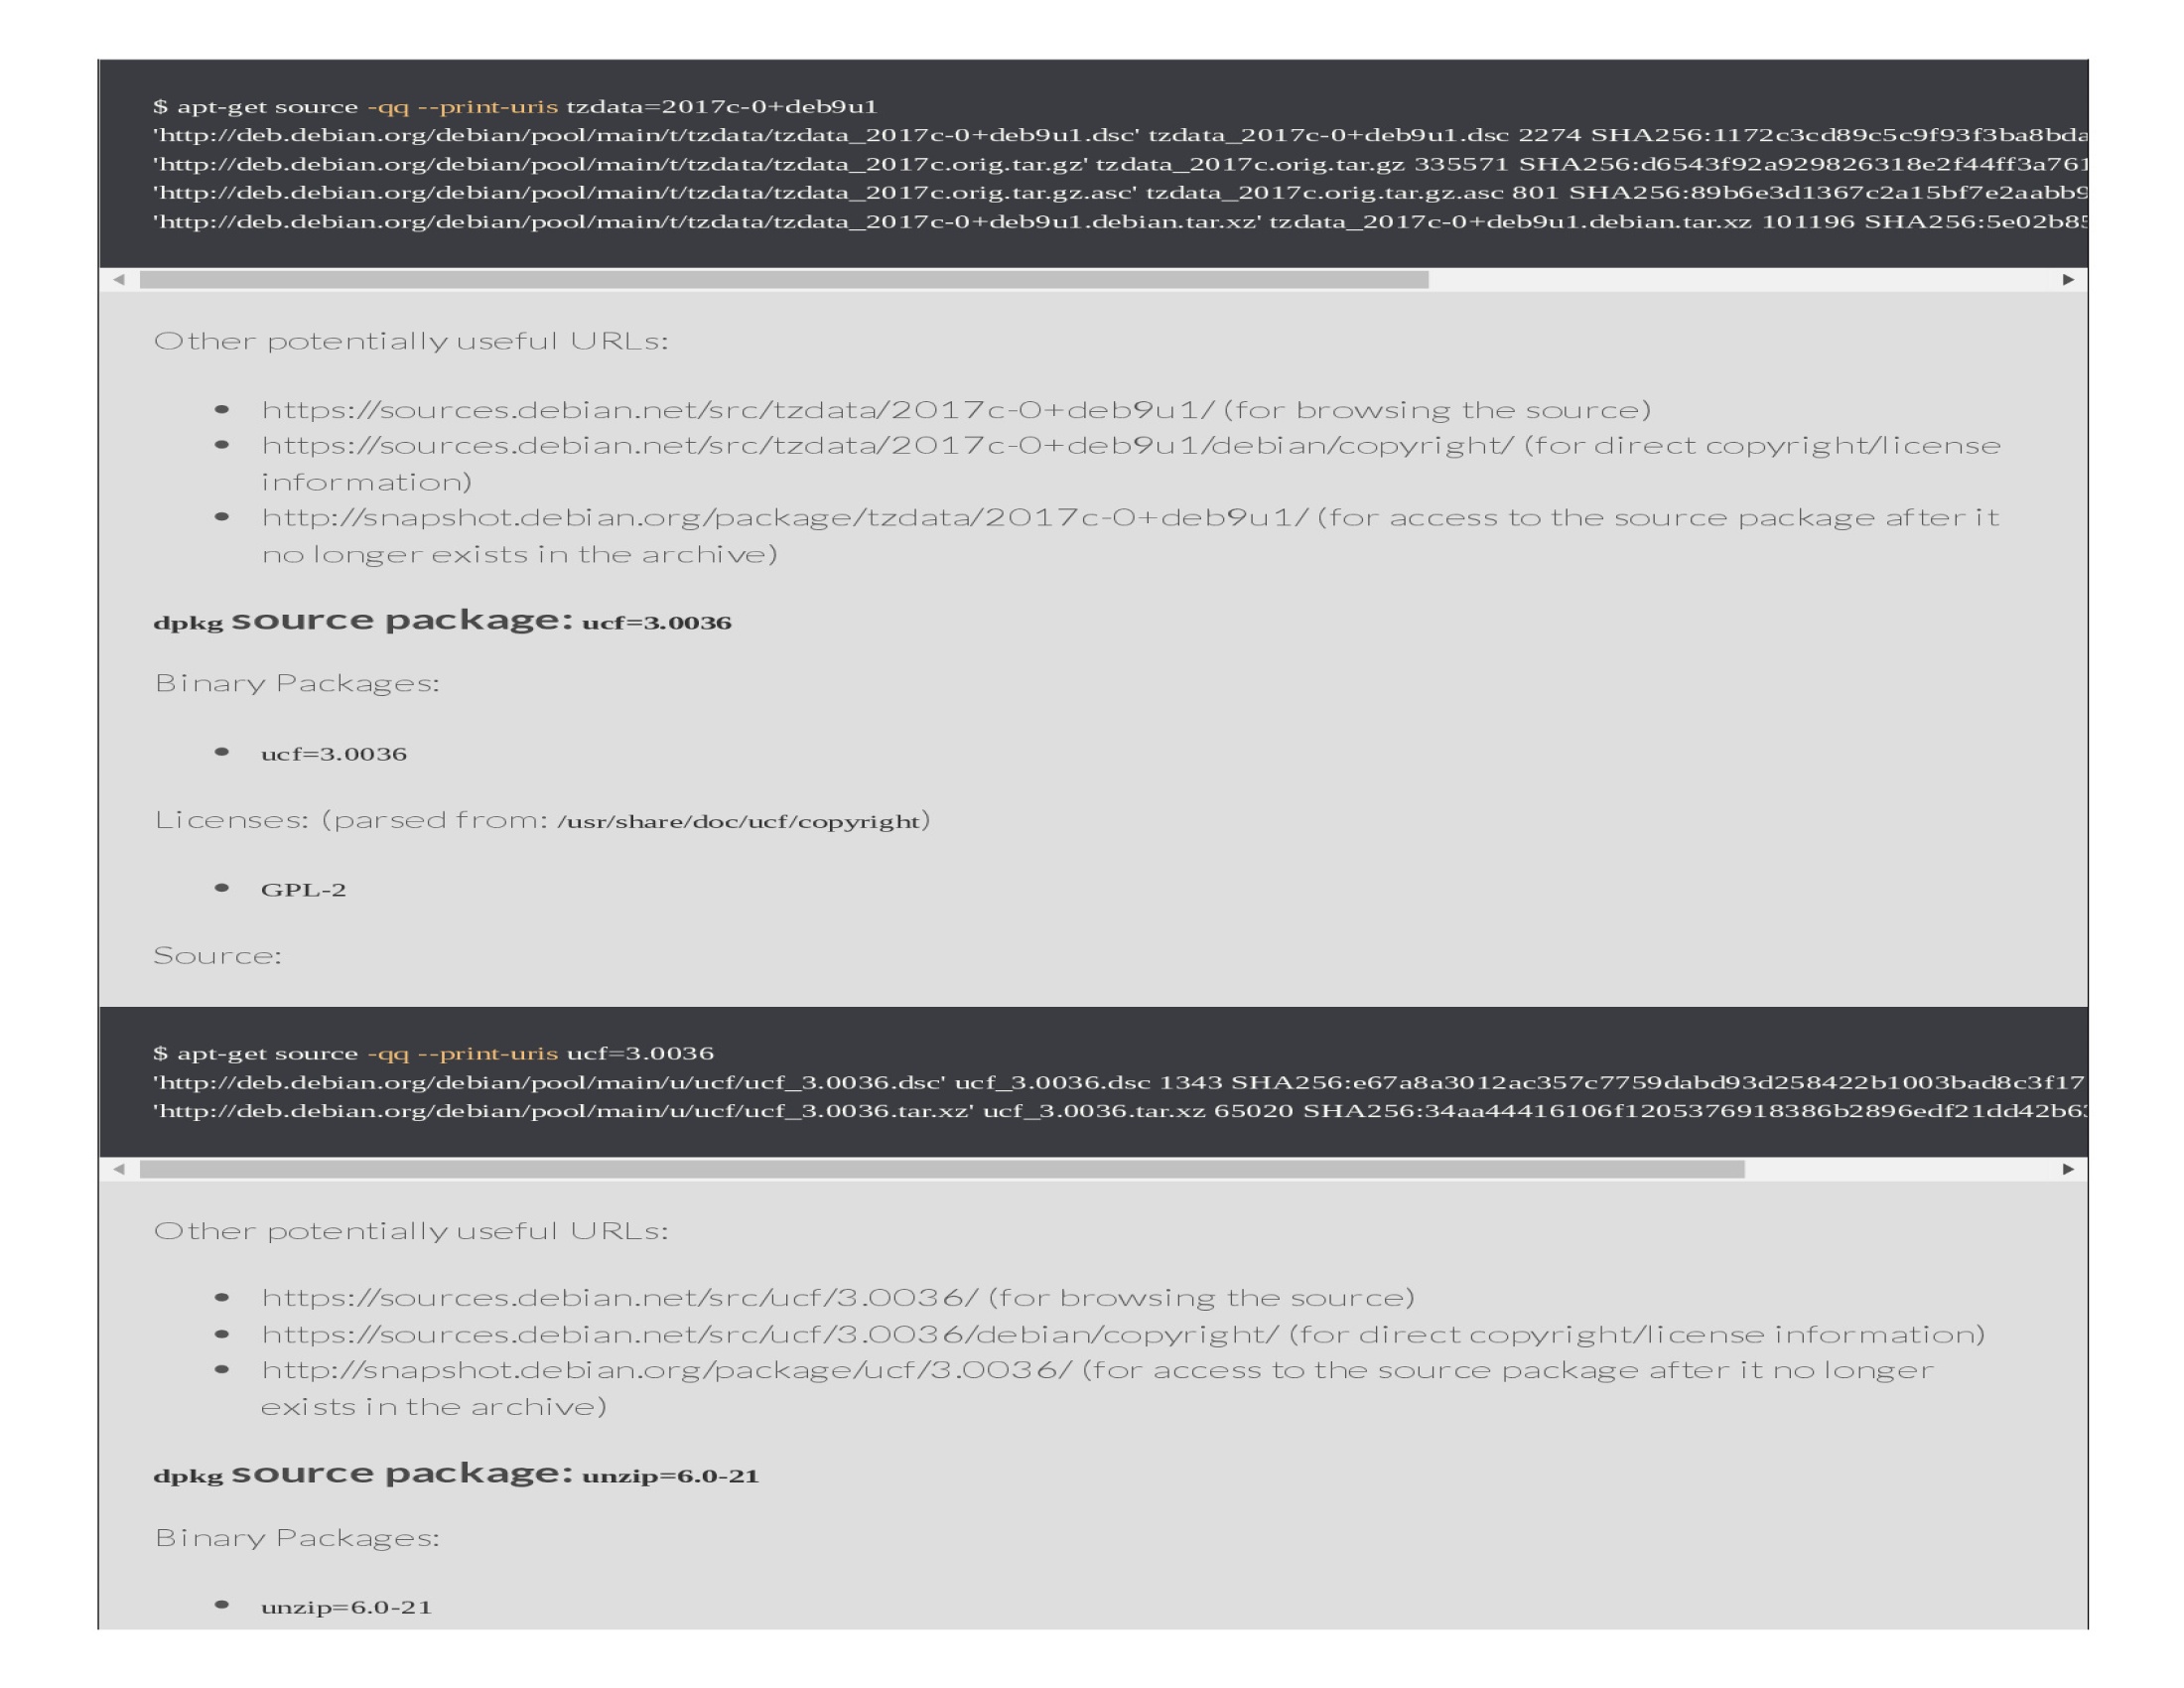 $ apt-get source -qq --print-uris tzdata=2017c-0+deb9u1
'http://deb.debian.org/debian/pool/main/t/tzdata/tzdata_2017c-0+deb9u1.dsc' tzdata_2017c-0+deb9u1.dsc 2274 SHA256:1172c3cd89c5c9f93f3ba8bda
'http://deb.debian.org/debian/pool/main/t/tzdata/tzdata_2017c.orig.tar.gz' tzdata_2017c.orig.tar.gz 335571 SHA256:d6543f92a929826318e2f44ff3a761
'http://deb.debian.org/debian/pool/main/t/tzdata/tzdata_2017c.orig.tar.gz.asc' tzdata_2017c.orig.tar.gz.asc 801 SHA256:89b6e3d1367c2a15bf7e2aabb9
'http://deb.debian.org/debian/pool/main/t/tzdata/tzdata_2017c-0+deb9u1.debian.tar.xz' tzdata_2017c-0+deb9u1.debian.tar.xz 101196 SHA256:5e02b85
Other potentially useful URLs:
• https://sources.debian.net/src/tzdata/2017c-0+deb9u1/ (for browsing the source)
• https://sources.debian.net/src/tzdata/2017c-0+deb9u1/debian/copyright/ (for direct copyright/license
information)
• http://snapshot.debian.org/package/tzdata/2017c-0+deb9u1/ (for access to the source package after it
no longer exists in the archive)
dpkg source package: ucf=3.0036
Binary Packages:
• ucf=3.0036
Licenses: (parsed from: /usr/share/doc/ucf/copyright)
• GPL-2
Source:
$ apt-get source -qq --print-uris ucf=3.0036
'http://deb.debian.org/debian/pool/main/u/ucf/ucf_3.0036.dsc' ucf_3.0036.dsc 1343 SHA256:e67a8a3012ac357c7759dabd93d258422b1003bad8c3f17
'http://deb.debian.org/debian/pool/main/u/ucf/ucf_3.0036.tar.xz' ucf_3.0036.tar.xz 65020 SHA256:34aa44416106f1205376918386b2896edf21dd42b63
Other potentially useful URLs:
• https://sources.debian.net/src/ucf/3.0036/ (for browsing the source)
• https://sources.debian.net/src/ucf/3.0036/debian/copyright/ (for direct copyright/license information)
• http://snapshot.debian.org/package/ucf/3.0036/ (for access to the source package after it no longer
exists in the archive)
dpkg source package: unzip=6.0-21
Binary Packages:
• unzip=6.0-21